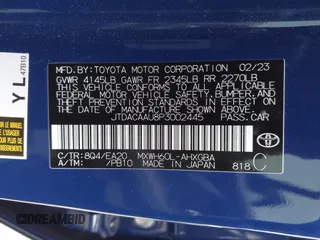 MFD. BY:TOYOTA MOTOR CORPORATION 02/23
GVWR 4145LB GAWR FR 2345LB RR 2270LB
THIS VEHICLE CONFORMS TO ALL APPLICABLE
FEDERAL MOTOR VEHICLE SAFETY,
BUMPER, AND THEFT PREVENTION
STANDARDS IN EFFECT ON THE DATE OF
MANUFACTURE SHOWN ABOVE.
JTDACAAU8P3002445 PASS.CAR
C/TR: 8Q4/EA20 MXWH60L-AHXGBA
A/TM: /PB10 MADE IN JAPAN 818 C
YL 47B10
DREAMBID